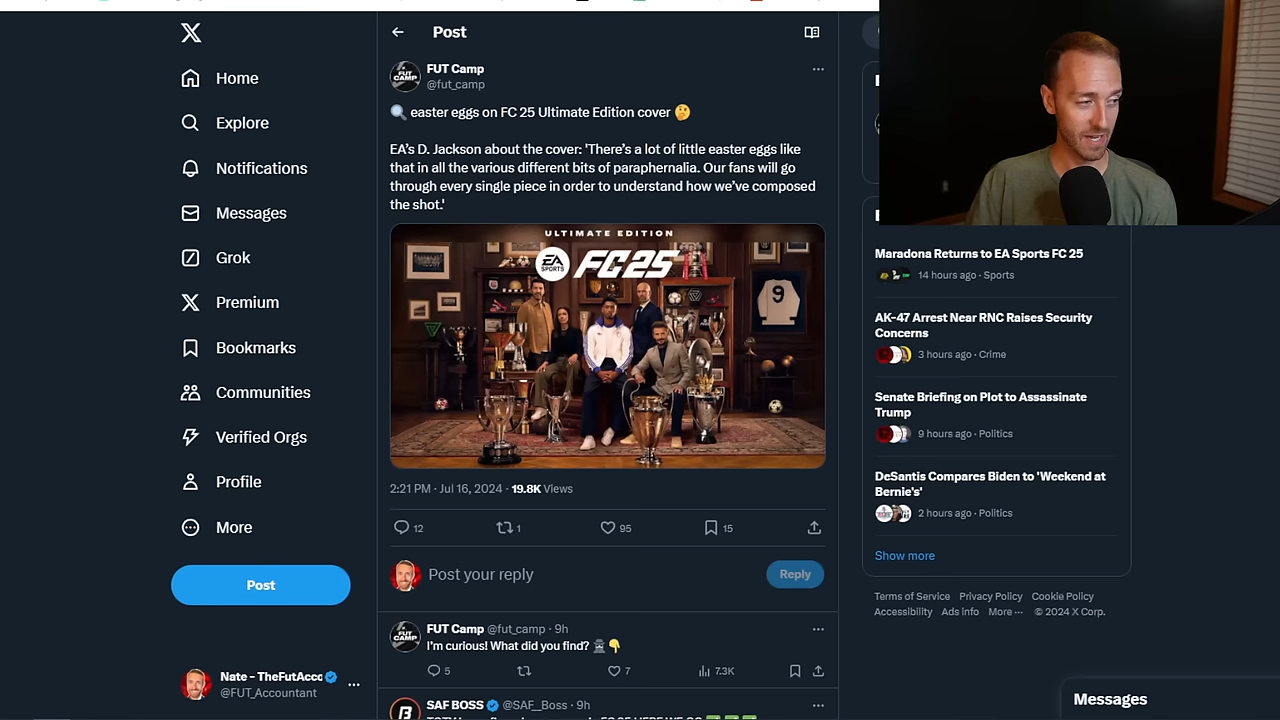 Post
Home
Explore
Notifications
Messages
Grok
Premium
Bookmarks
Communities
Verified Orgs
Profile
More
Post
Nate - TheFutAcco
@FUT_Accountant
FUT Camp
@fut_camp
🔍 easter eggs on FC 25 Ultimate Edition cover 🤔
EA’s D. Jackson about the cover: 'There’s a lot of little easter eggs like
that in all the various different bits of paraphernalia. Our fans will go
through every single piece in order to understand how we’ve composed
the shot.'
ULTIMATE EDITION
EA SPORTS FC 25
9
2:21 PM · Jul 16, 2024 · 19.8K Views
12 1 95 15
Post your reply
Reply
FUT Camp @fut_camp · 9h
I’m curious! What did you find? 🕵️👇
5 7 7.3K
SAF BOSS @SAF_Boss · 9h
Maradona Returns to EA Sports FC 25
14 hours ago · Sports
AK-47 Arrest Near RNC Raises Security
Concerns
3 hours ago · Crime
Senate Briefing on Plot to Assassinate
Trump
9 hours ago · Politics
DeSantis Compares Biden to 'Weekend at
Bernie's'
2 hours ago · Politics
Show more
Terms of Service Privacy Policy Cookie Policy
Accessibility Ads info More ··· © 2024 X Corp.
Messages